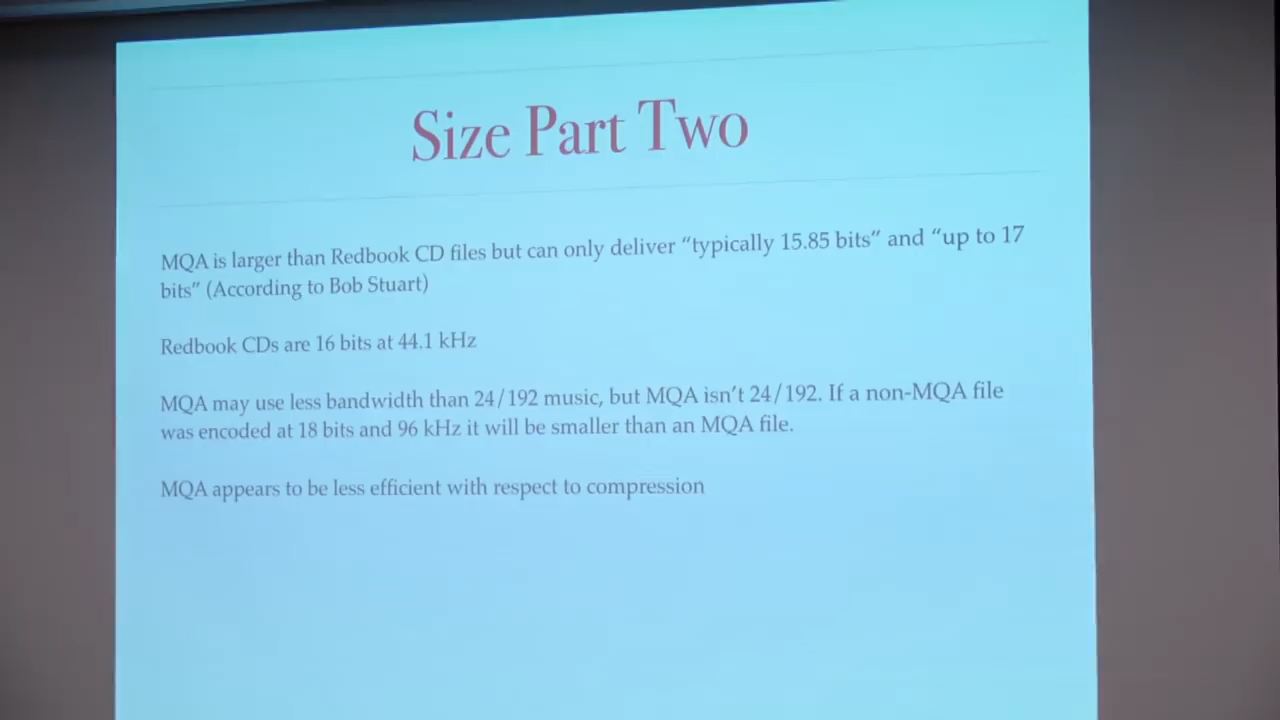 Size Part Two
MQA is larger than Redbook CD files but can only deliver “typically 15.85 bits” and “up to 17
bits” (According to Bob Stuart)
Redbook CDs are 16 bits at 44.1 kHz
MQA may use less bandwidth than 24/192 music, but MQA isn’t 24/192. If a non-MQA file
was encoded at 18 bits and 96 kHz it will be smaller than an MQA file.
MQA appears to be less efficient with respect to compression